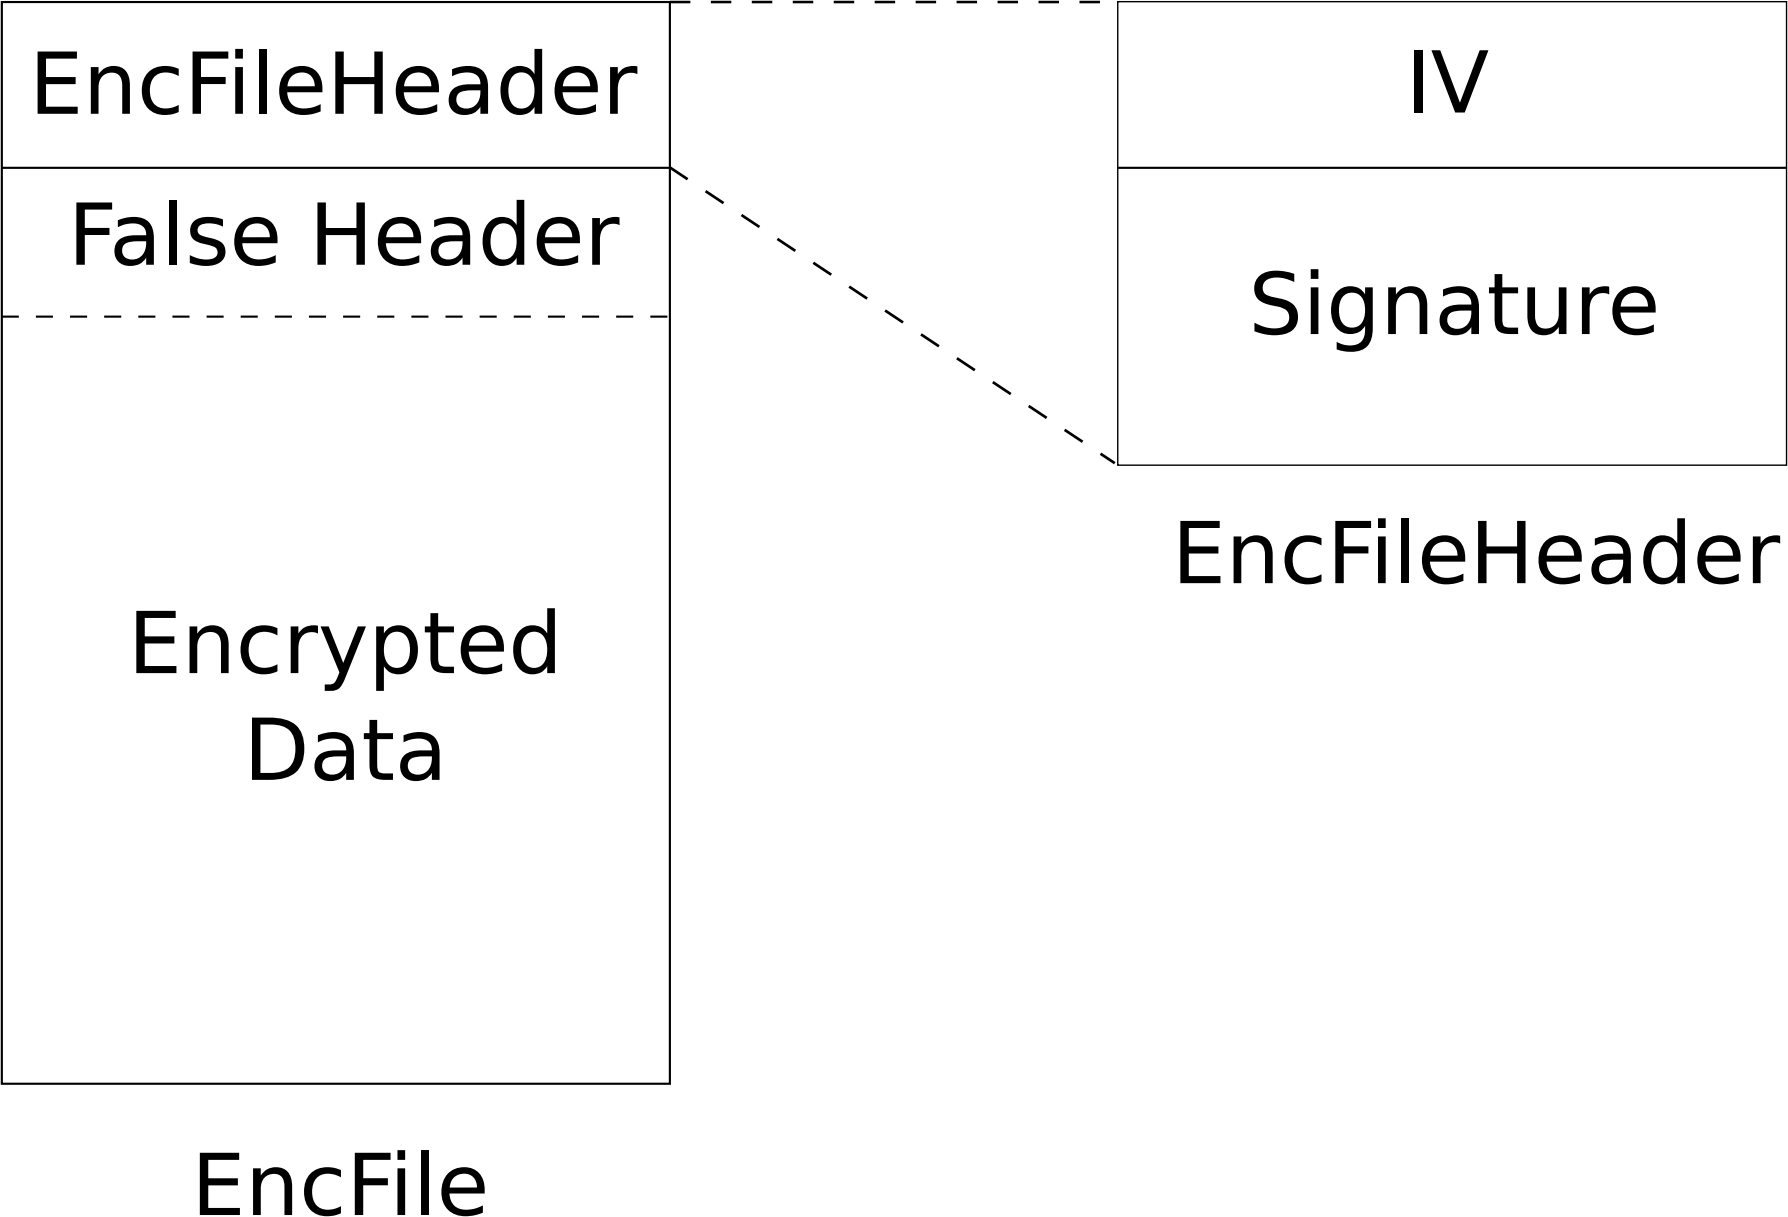 EncFileHeader
False Header
Encrypted
Data
EncFile
IV
Signature
EncFileHeader